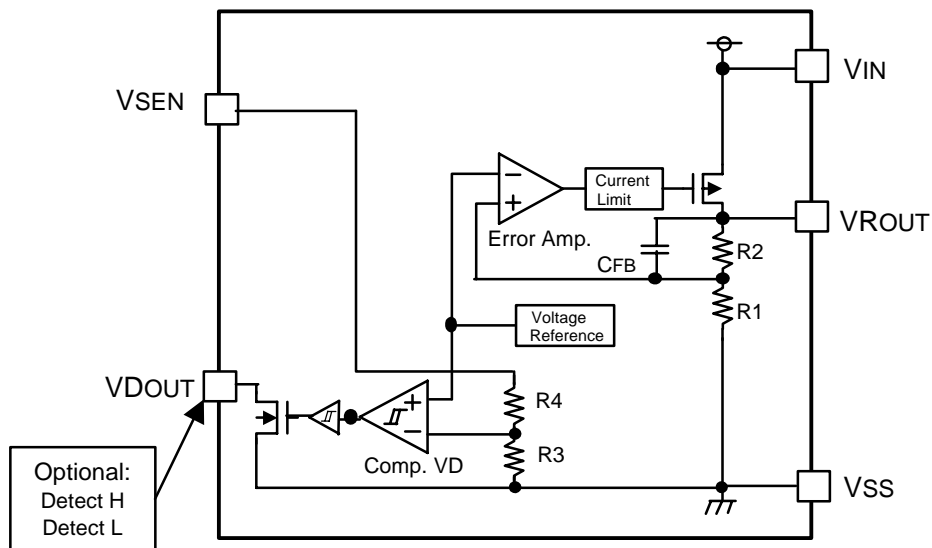 VSEN
VIN
−
+
Error Amp.
Current
Limit
VROUT
CFB
R2
R1
Voltage
Reference
VDOUT
+
−
Comp. VD
R4
R3
VSS
Optional:
Detect H
Detect L